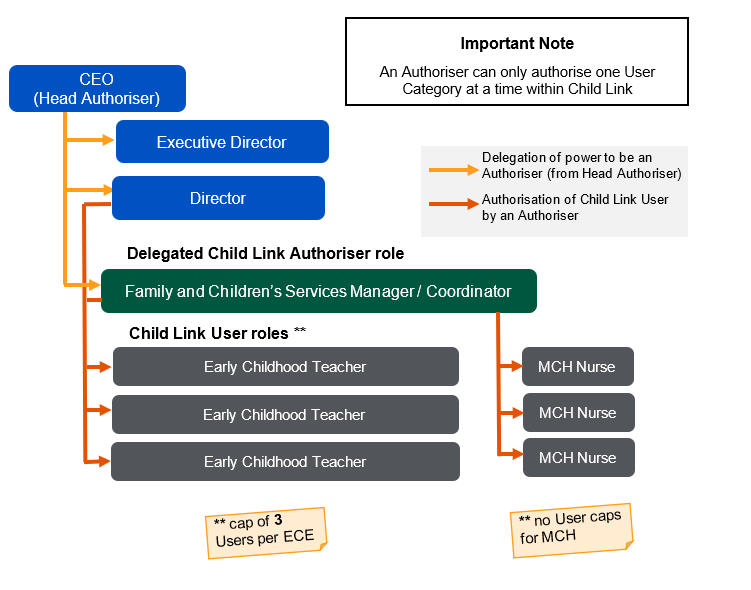 Important Note
An Authoriser can only authorise one User
Category at a time within Child Link
CEO
(Head Authoriser)
Executive Director
Director
Delegation of power to be an
Authoriser (from Head Authoriser)
Authorisation of Child Link User
by an Authoriser
Delegated Child Link Authoriser role
Family and Children's Services Manager / Coordinator
Child Link User roles **
Early Childhood Teacher
MCH Nurse
Early Childhood Teacher
MCH Nurse
Early Childhood Teacher
MCH Nurse
** cap of 3
Users per ECE
** no User caps
for MCH